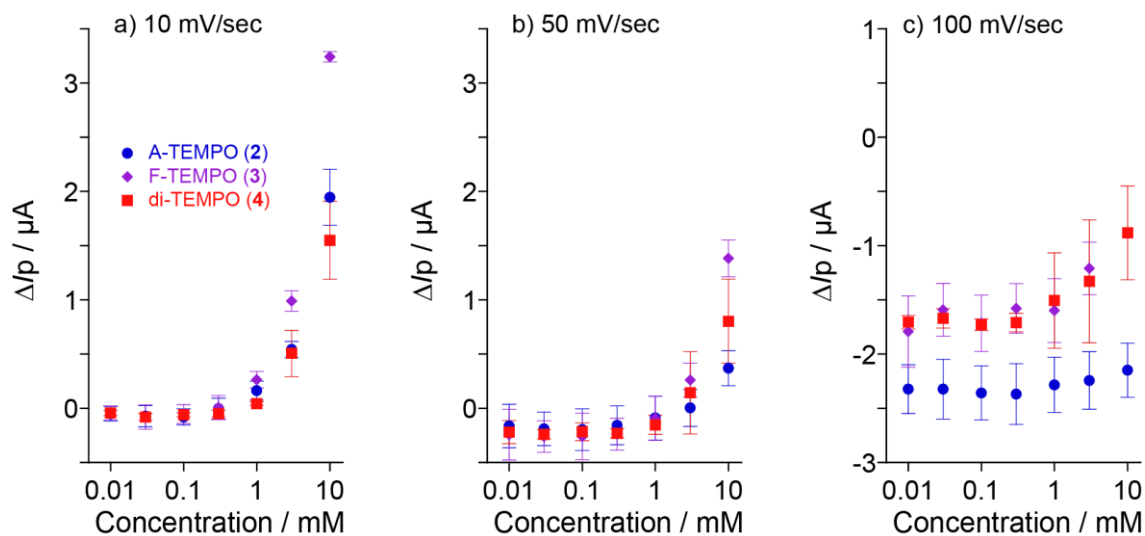 a) 10 mV/sec
b) 50 mV/sec
c) 100 mV/sec
ΔIp / μA
3
2
1
0
A-TEMPO (2)
F-TEMPO (3)
di-TEMPO (4)
0.01 0.1 1 10
Concentration / mM
ΔIp / μA
3
2
1
0
0.01 0.1 1 10
Concentration / mM
ΔIp / μA
1
0
-1
-2
-3
0.01 0.1 1 10
Concentration / mM